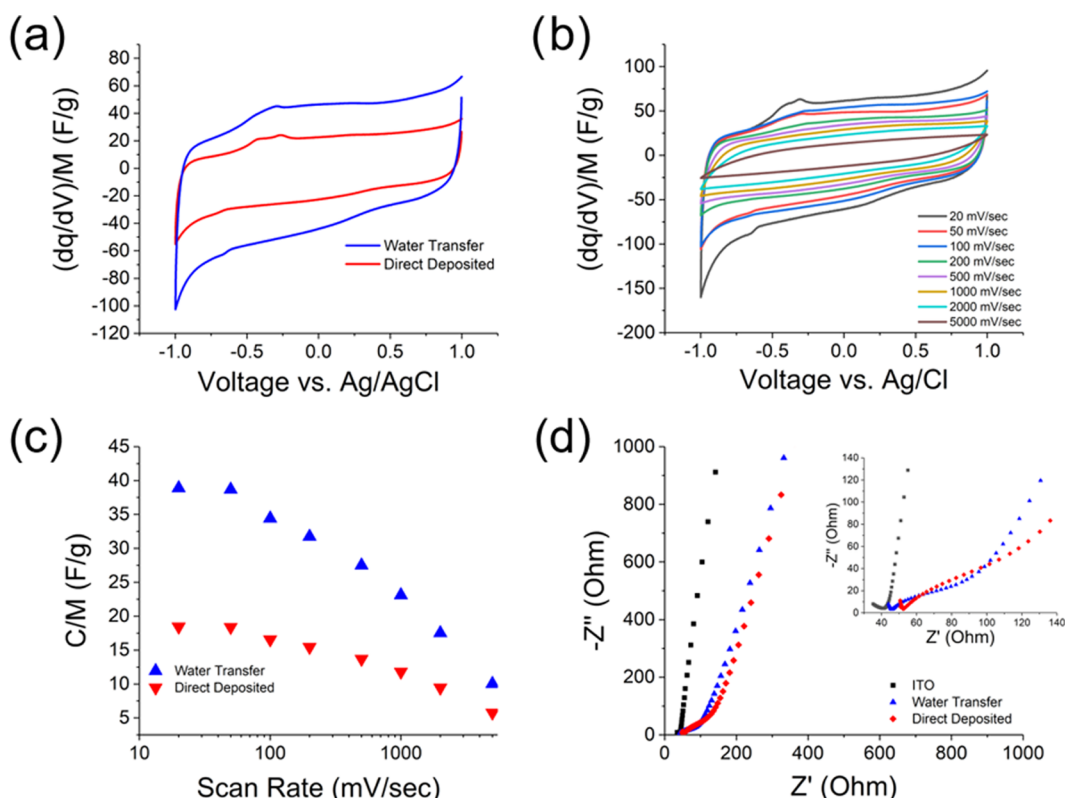 (a)
(dq/dV)/M (F/g)
80
60
40
20
0
-20
-40
-60
-80
-100
-120
Water Transfer
Direct Deposited
-1.0 -0.5 0.0 0.5 1.0
Voltage vs. Ag/AgCl
(b)
(dq/dV)/M (F/g)
100
50
0
-50
-100
-150
-200
20 mV/sec
50 mV/sec
100 mV/sec
200 mV/sec
500 mV/sec
1000 mV/sec
2000 mV/sec
5000 mV/sec
-1.0 -0.5 0.0 0.5 1.0
Voltage vs. Ag/Cl
(c)
C/M (F/g)
45
40
35
30
25
20
15
10
5
Water Transfer
Direct Deposited
10 100 1000
Scan Rate (mV/sec)
(d)
-Z'' (Ohm)
1000
800
600
400
200
0
-Z'' (Ohm)
140
120
100
80
60
40
20
0
40 60 80 100 120 140
Z' (Ohm)
ITO
Water Transfer
Direct Deposited
0 200 400 600 800 1000
Z' (Ohm)